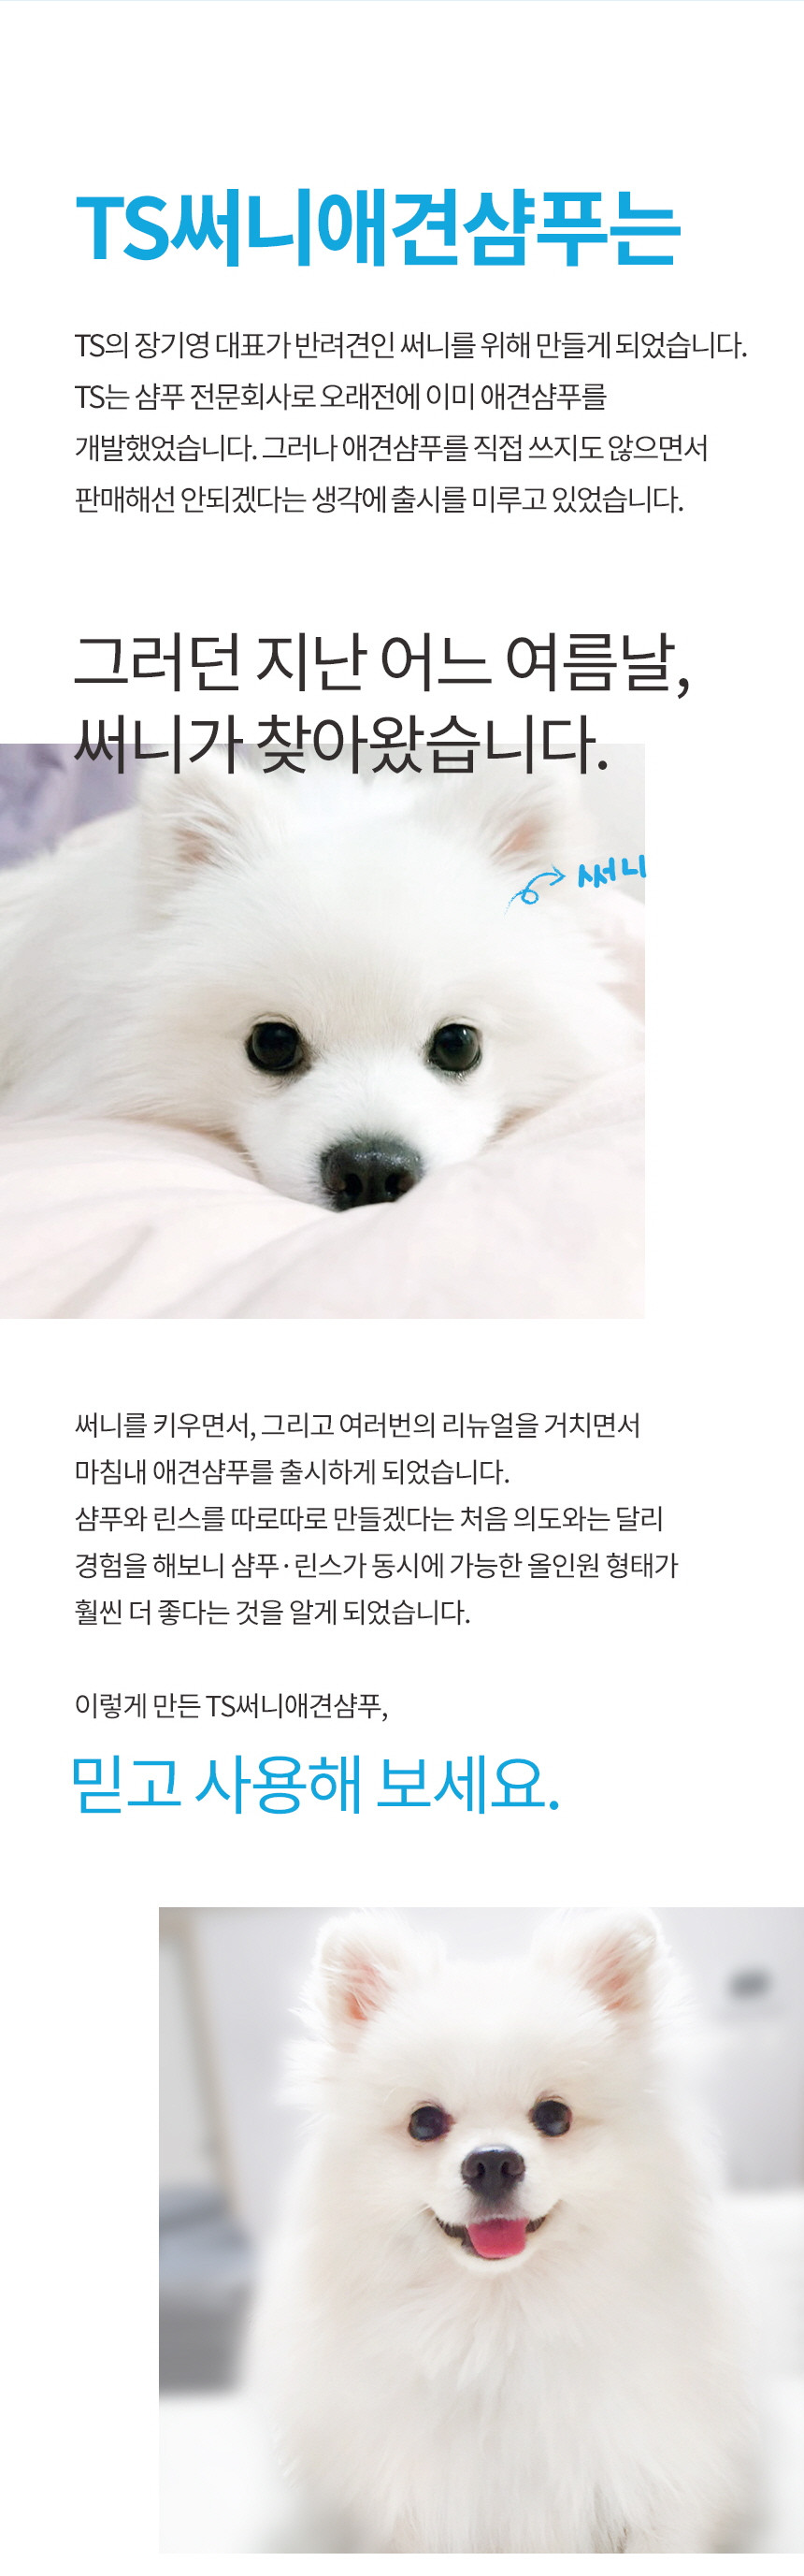 TS써니애견샴푸는
TS의 장기영 대표가 반려견인 써니를 위해 만들게 되었습니다.
TS는 샴푸 전문회사로 오래전에 이미 애견샴푸를
개발했었습니다. 그러나 애견샴푸를 직접 쓰지도 않으면서
판매해선 안되겠다는 생각에 출시를 미루고 있었습니다.
그러던 지난 어느 여름날,
써니가 찾아왔습니다.
써니
써니를 키우면서, 그리고 여러번의 리뉴얼을 거치면서
마침내 애견샴푸를 출시하게 되었습니다.
샴푸와 린스를 따로따로 만들겠다는 처음 의도와는 달리
경험을 해보니 샴푸·린스가 동시에 가능한 올인원 형태가
훨씬 더 좋다는 것을 알게 되었습니다.
이렇게 만든 TS써니애견샴푸,
믿고 사용해 보세요.